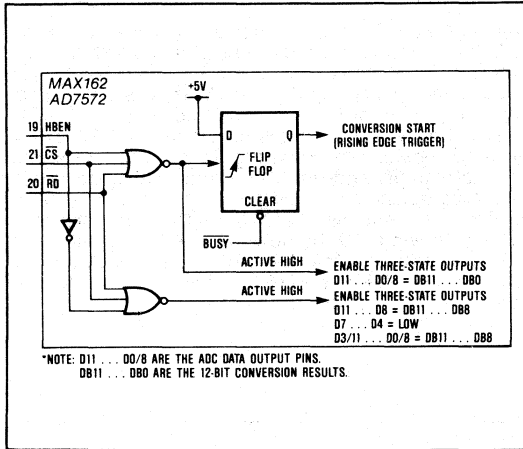 MAX162
AD7572
+5V
19 HBEN
21 CS
20 RD
D Q
FLIP
FLOP
CLEAR
BUSY
CONVERSION START
(RISING EDGE TRIGGER)
ACTIVE HIGH
ENABLE THREE-STATE OUTPUTS
D11 ... D0/8 = DB11 ... DB0
ACTIVE HIGH
ENABLE THREE-STATE OUTPUTS
D11 ... D8 = DB11 ... DB8
D7 ... D4 = LOW
D3/11 ... D0/8 = DB11 ... DB8
*NOTE: D11 ... D0/8 ARE THE ADC DATA OUTPUT PINS.
DB11 ... DB0 ARE THE 12-BIT CONVERSION RESULTS.